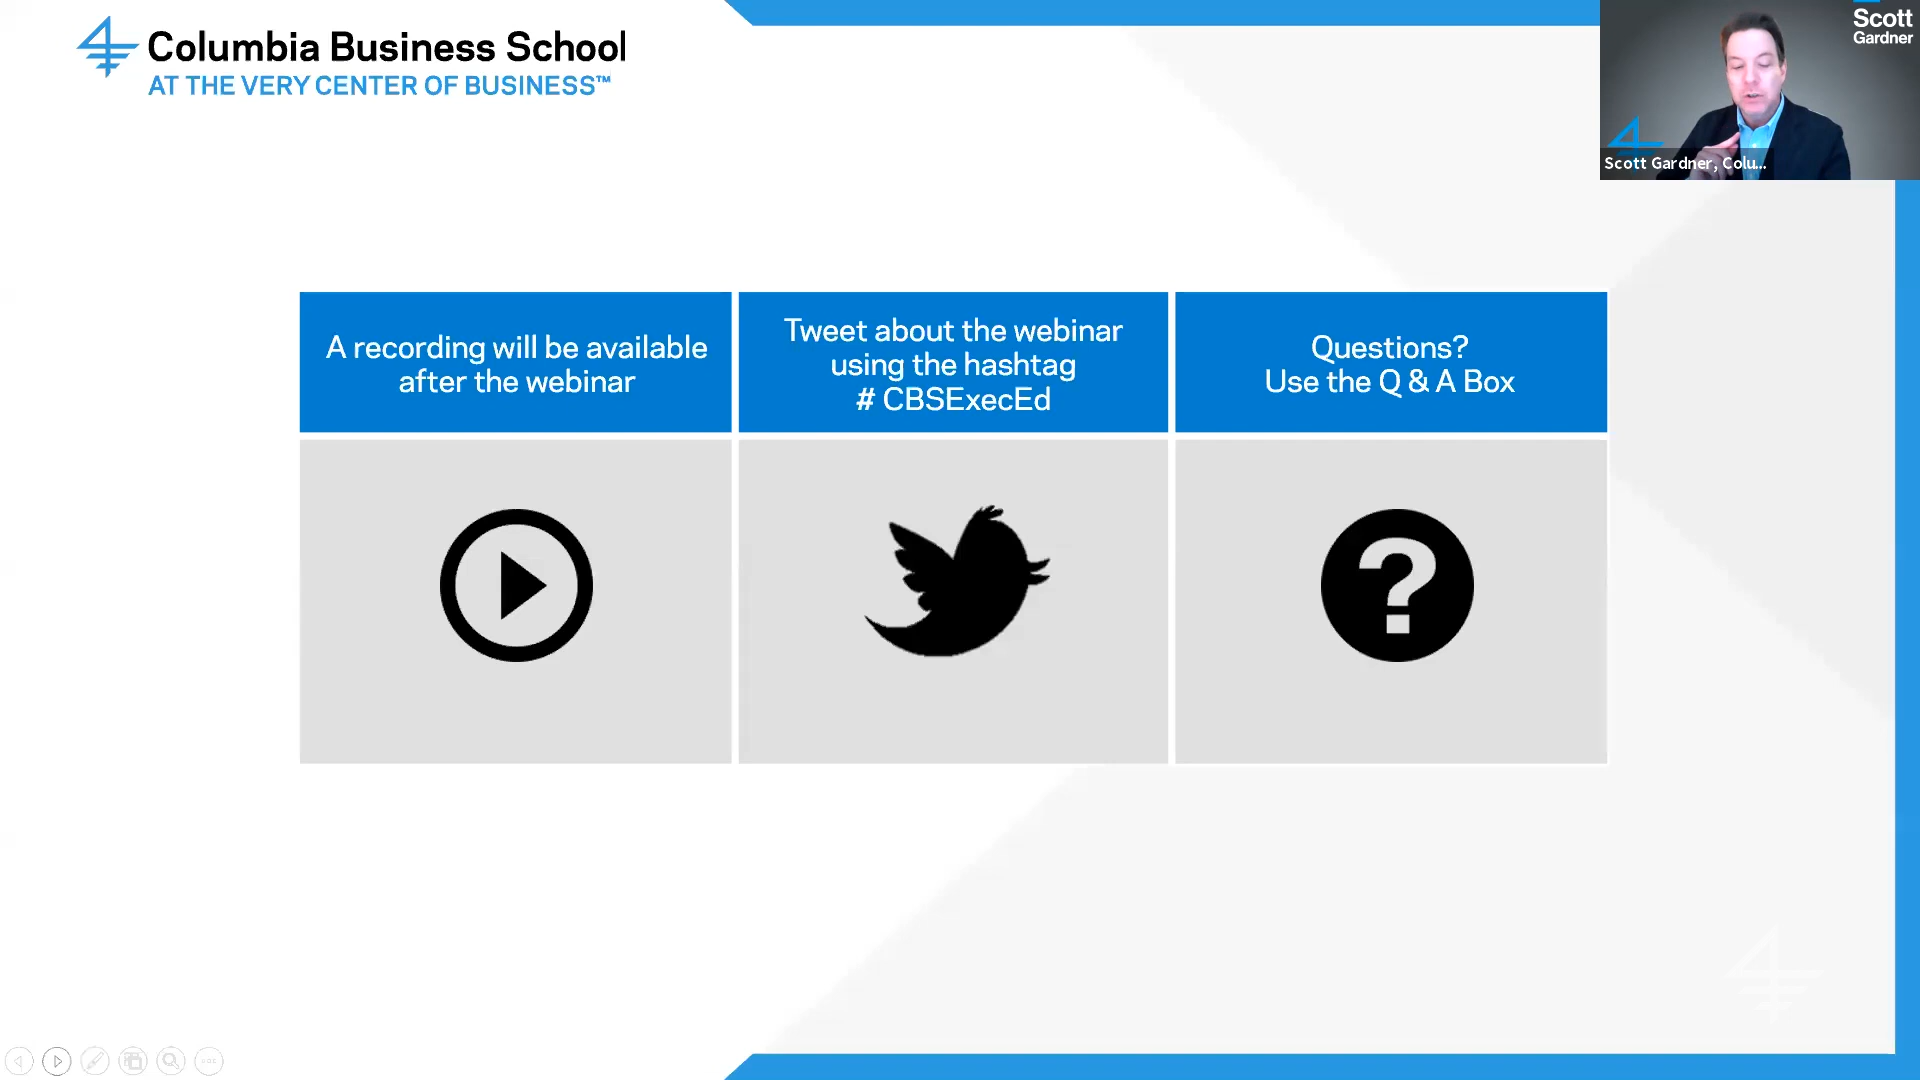 Columbia Business School
AT THE VERY CENTER OF BUSINESS™
Scott
Gardner
Scott Gardner, Colu...
A recording will be available
after the webinar
Tweet about the webinar
using the hashtag
# CBSExecEd
Questions?
Use the Q & A Box